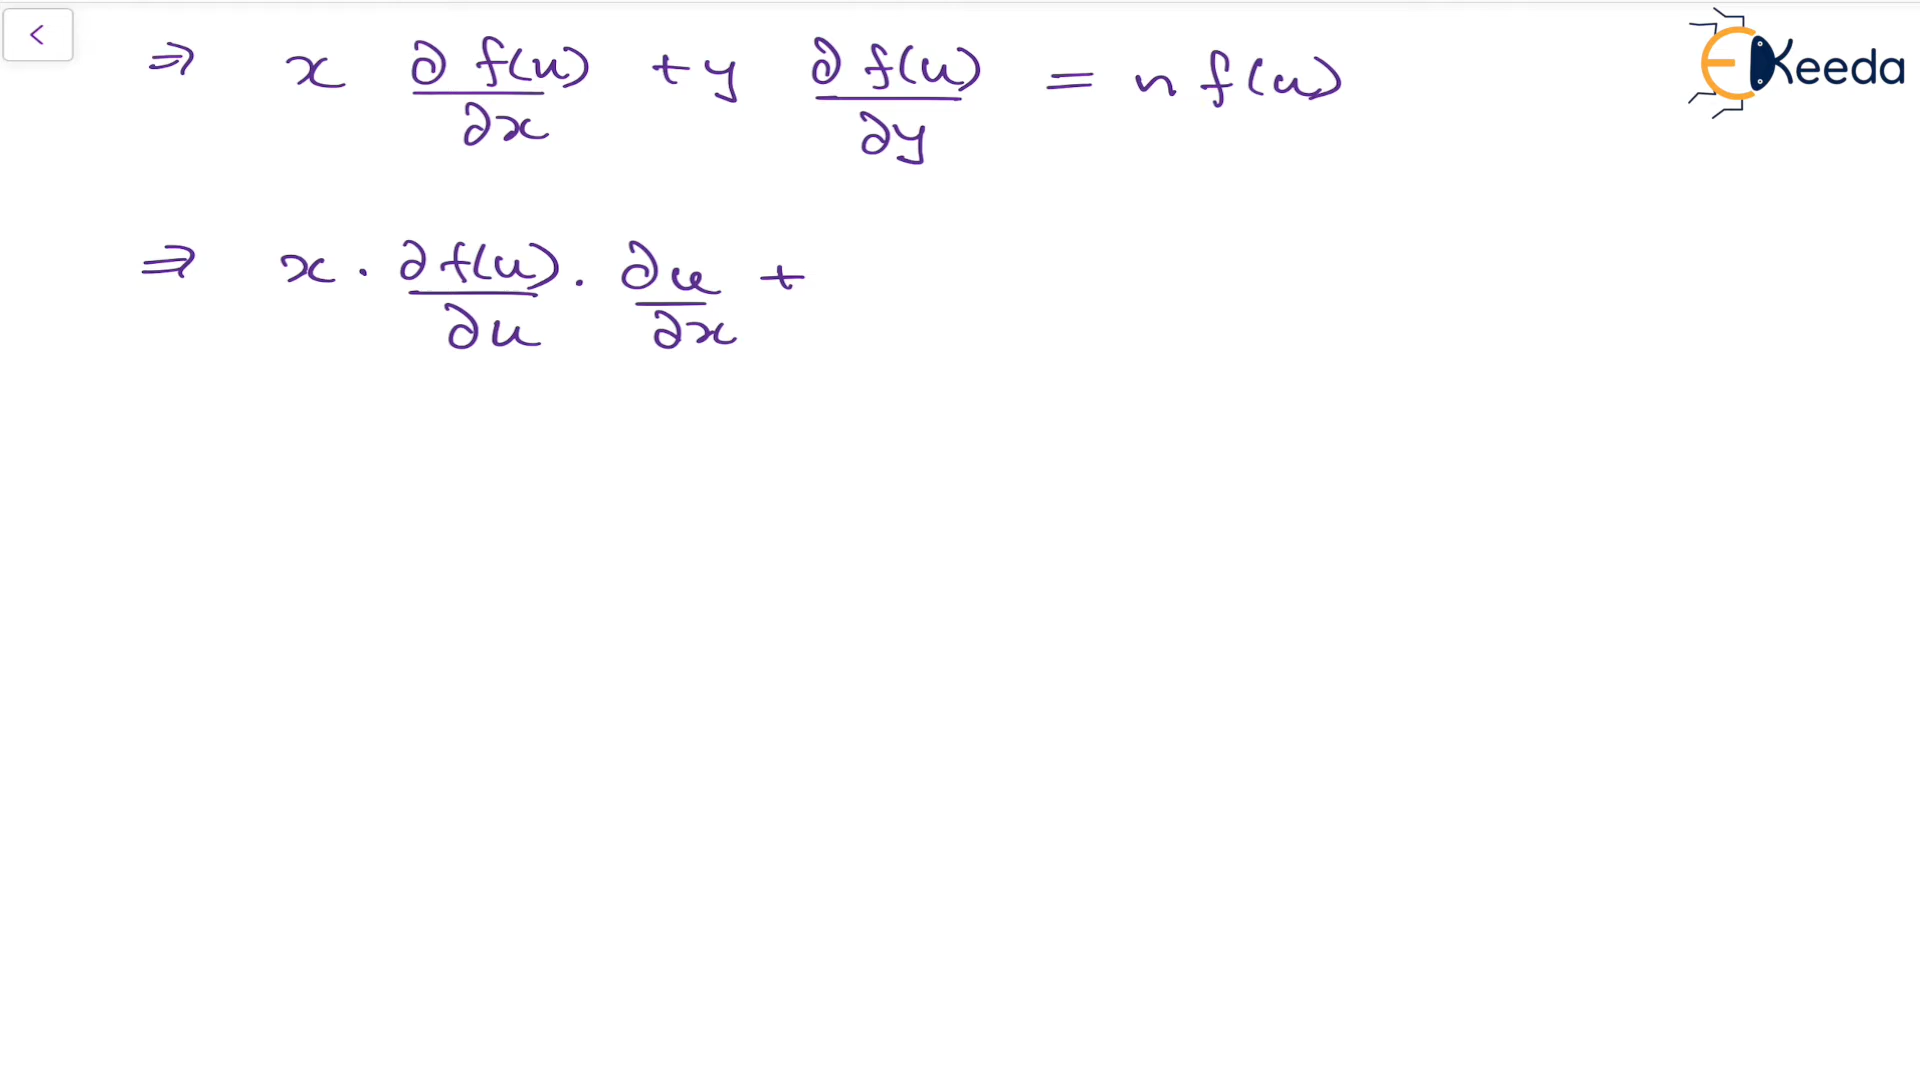 ⇒ x ∂f(u)/∂x + y ∂f(u)/∂y = n f(u)
EKeeda
⇒ x · ∂f(u)/∂u · ∂u/∂x +